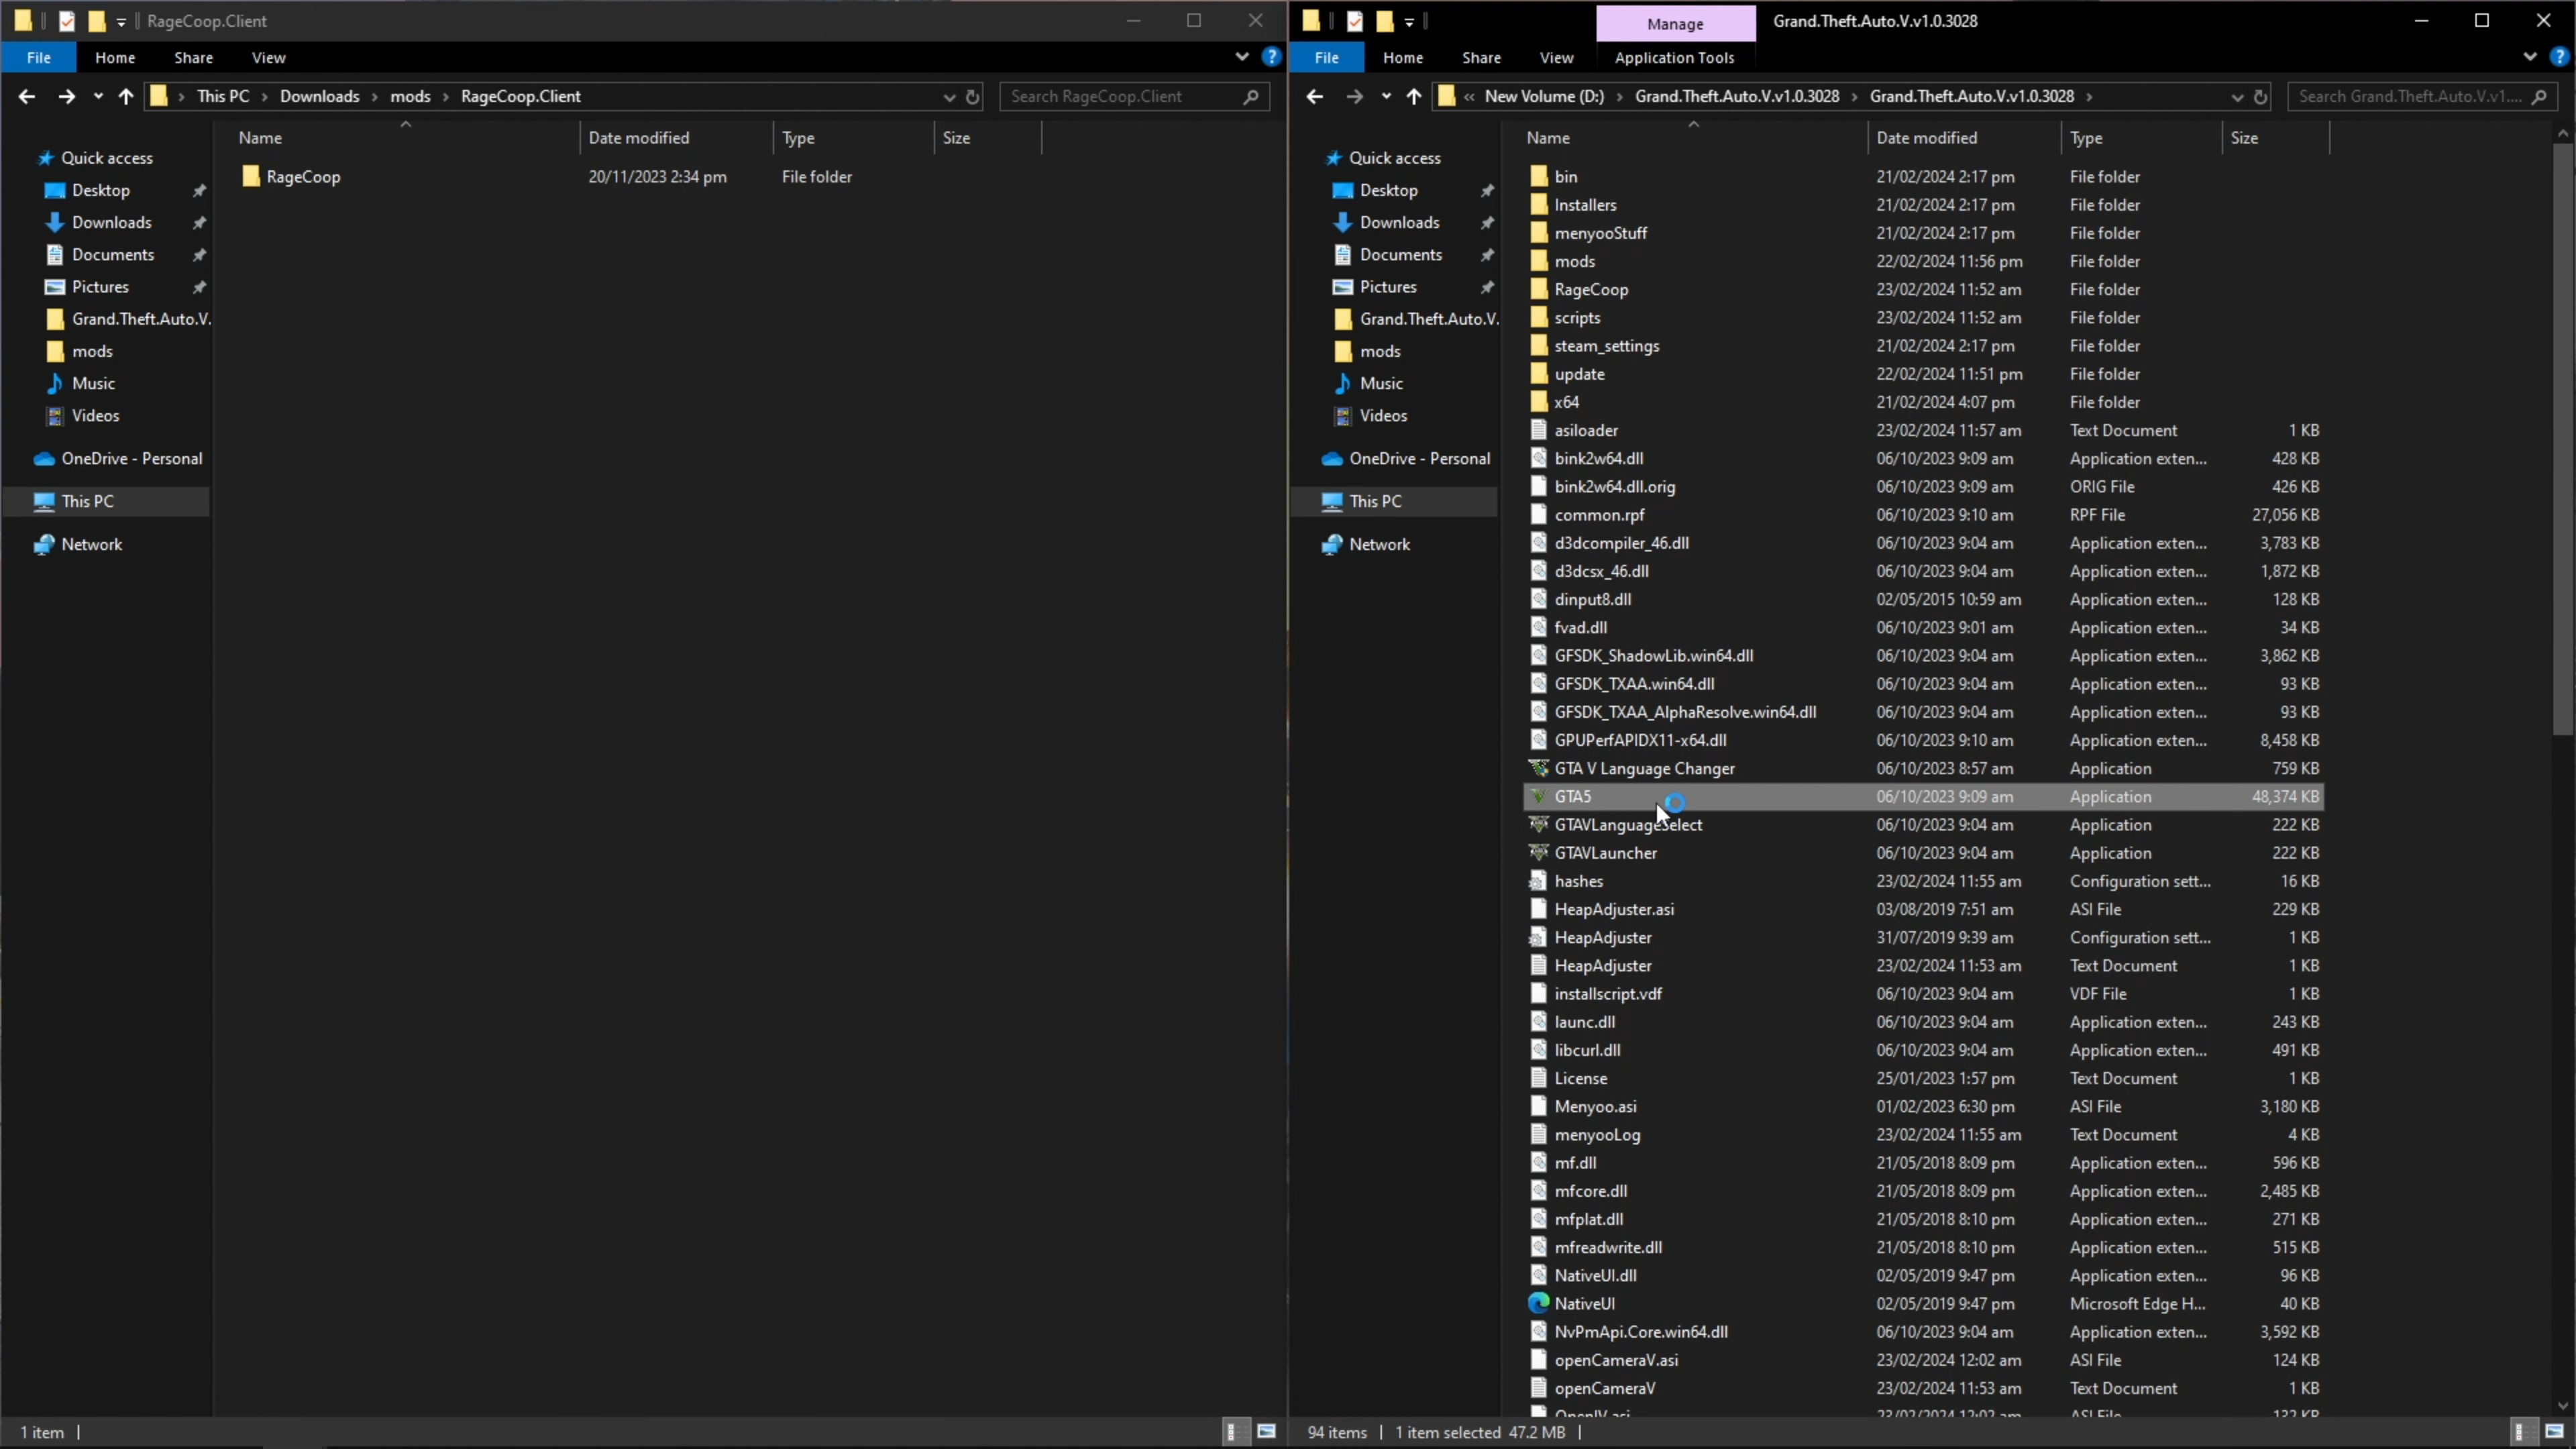 RageCoop.Client
File Home Share View
This PC Downloads mods RageCoop.Client
Search RageCoop.Client
Name Date modified Type Size
Quick access
Desktop
Downloads
Documents
Pictures
Grand.Theft.Auto.V.
mods
Music
Videos
OneDrive - Personal
This PC
Network
RageCoop 20/11/2023 2:34 pm File folder
1 item
Manage Grand.Theft.Auto.V.v1.0.3028
File Home Share View Application Tools
« New Volume (D:) Grand.Theft.Auto.V.v1.0.3028 Grand.Theft.Auto.V.v1.0.3028
Search Grand.Theft.Auto.V.v1....
Name Date modified Type Size
Quick access
Desktop
Downloads
Documents
Pictures
Grand.Theft.Auto.V.
mods
Music
Videos
OneDrive - Personal
This PC
Network
bin 21/02/2024 2:17 pm File folder
Installers 21/02/2024 2:17 pm File folder
menyooStuff 21/02/2024 2:17 pm File folder
mods 22/02/2024 11:56 pm File folder
RageCoop 23/02/2024 11:52 am File folder
scripts 23/02/2024 11:52 am File folder
steam_settings 21/02/2024 2:17 pm File folder
update 22/02/2024 11:51 pm File folder
x64 21/02/2024 4:07 pm File folder
asiloader 23/02/2024 11:57 am Text Document 1 KB
bink2w64.dll 06/10/2023 9:09 am Application exten... 428 KB
bink2w64.dll.orig 06/10/2023 9:09 am ORIG File 426 KB
common.rpf 06/10/2023 9:10 am RPF File 27,056 KB
d3dcompiler_46.dll 06/10/2023 9:04 am Application exten... 3,783 KB
d3dcsx_46.dll 06/10/2023 9:04 am Application exten... 1,872 KB
dinput8.dll 02/05/2015 10:59 am Application exten... 128 KB
fvad.dll 06/10/2023 9:01 am Application exten... 34 KB
GFSDK_ShadowLib.win64.dll 06/10/2023 9:04 am Application exten... 3,862 KB
GFSDK_TXAA.win64.dll 06/10/2023 9:04 am Application exten... 93 KB
GFSDK_TXAA_AlphaResolve.win64.dll 06/10/2023 9:04 am Application exten... 93 KB
GPUPerfAPIDX11-x64.dll 06/10/2023 9:10 am Application exten... 8,458 KB
GTA V Language Changer 06/10/2023 8:57 am Application 759 KB
GTA5 06/10/2023 9:09 am Application 48,374 KB
GTAVLanguageSelect 06/10/2023 9:04 am Application 222 KB
GTAVLauncher 06/10/2023 9:04 am Application 222 KB
hashes 23/02/2024 11:55 am Configuration sett... 16 KB
HeapAdjuster.asi 03/08/2019 7:51 am ASI File 229 KB
HeapAdjuster 31/07/2019 9:39 am Configuration sett... 1 KB
HeapAdjuster 23/02/2024 11:53 am Text Document 1 KB
installscript.vdf 06/10/2023 9:04 am VDF File 1 KB
launc.dll 06/10/2023 9:04 am Application exten... 243 KB
libcurl.dll 06/10/2023 9:04 am Application exten... 491 KB
License 25/01/2023 1:57 pm Text Document 1 KB
Menyoo.asi 01/02/2023 6:30 pm ASI File 3,180 KB
menyooLog 23/02/2024 11:55 am Text Document 4 KB
mf.dll 21/05/2018 8:09 pm Application exten... 596 KB
mfcore.dll 21/05/2018 8:09 pm Application exten... 2,485 KB
mfplat.dll 21/05/2018 8:10 pm Application exten... 271 KB
mfreadwrite.dll 21/05/2018 8:10 pm Application exten... 515 KB
NativeUI.dll 02/05/2019 9:47 pm Application exten... 96 KB
NativeUI 02/05/2019 9:47 pm Microsoft Edge H... 40 KB
NvPmApi.Core.win64.dll 06/10/2023 9:04 am Application exten... 3,592 KB
openCameraV.asi 23/02/2024 12:02 am ASI File 124 KB
openCameraV 23/02/2024 11:53 am Text Document 1 KB
OpenIV.asi 23/02/2024 12:02 am ASI File 132 KB
94 items 1 item selected 47.2 MB